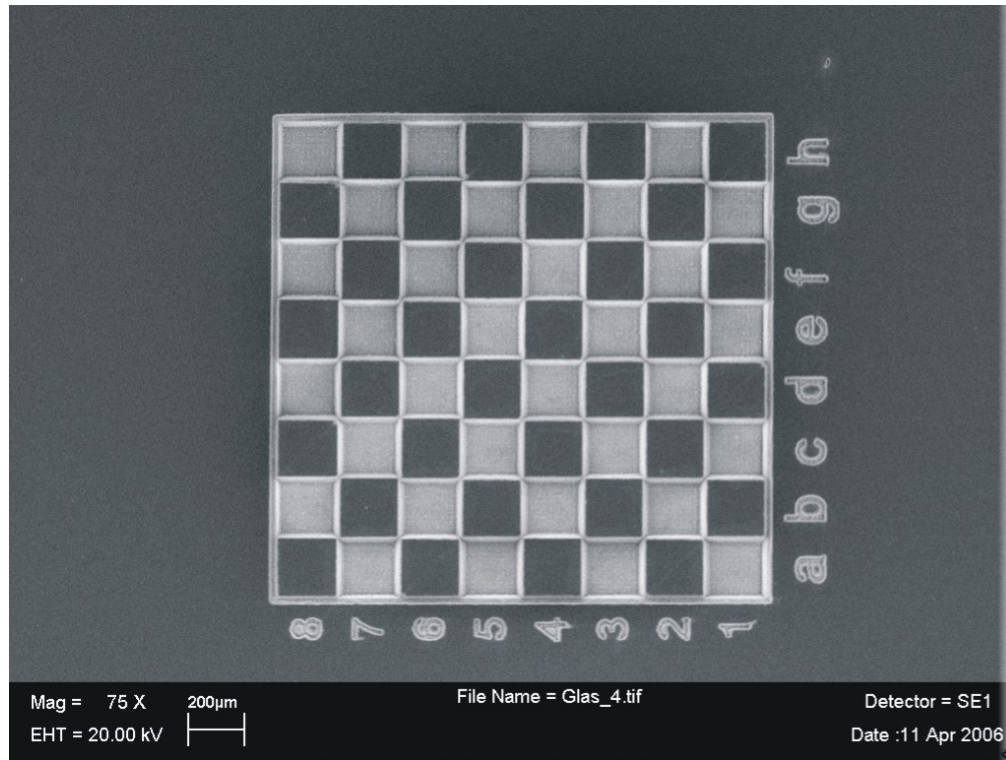 h
g
f
e
d
c
b
a
8 7 6 5 4 3 2 1
Mag = 75 X 200µm File Name = Glas_4.tif Detector = SE1
EHT = 20.00 kV Date :11 Apr 2006